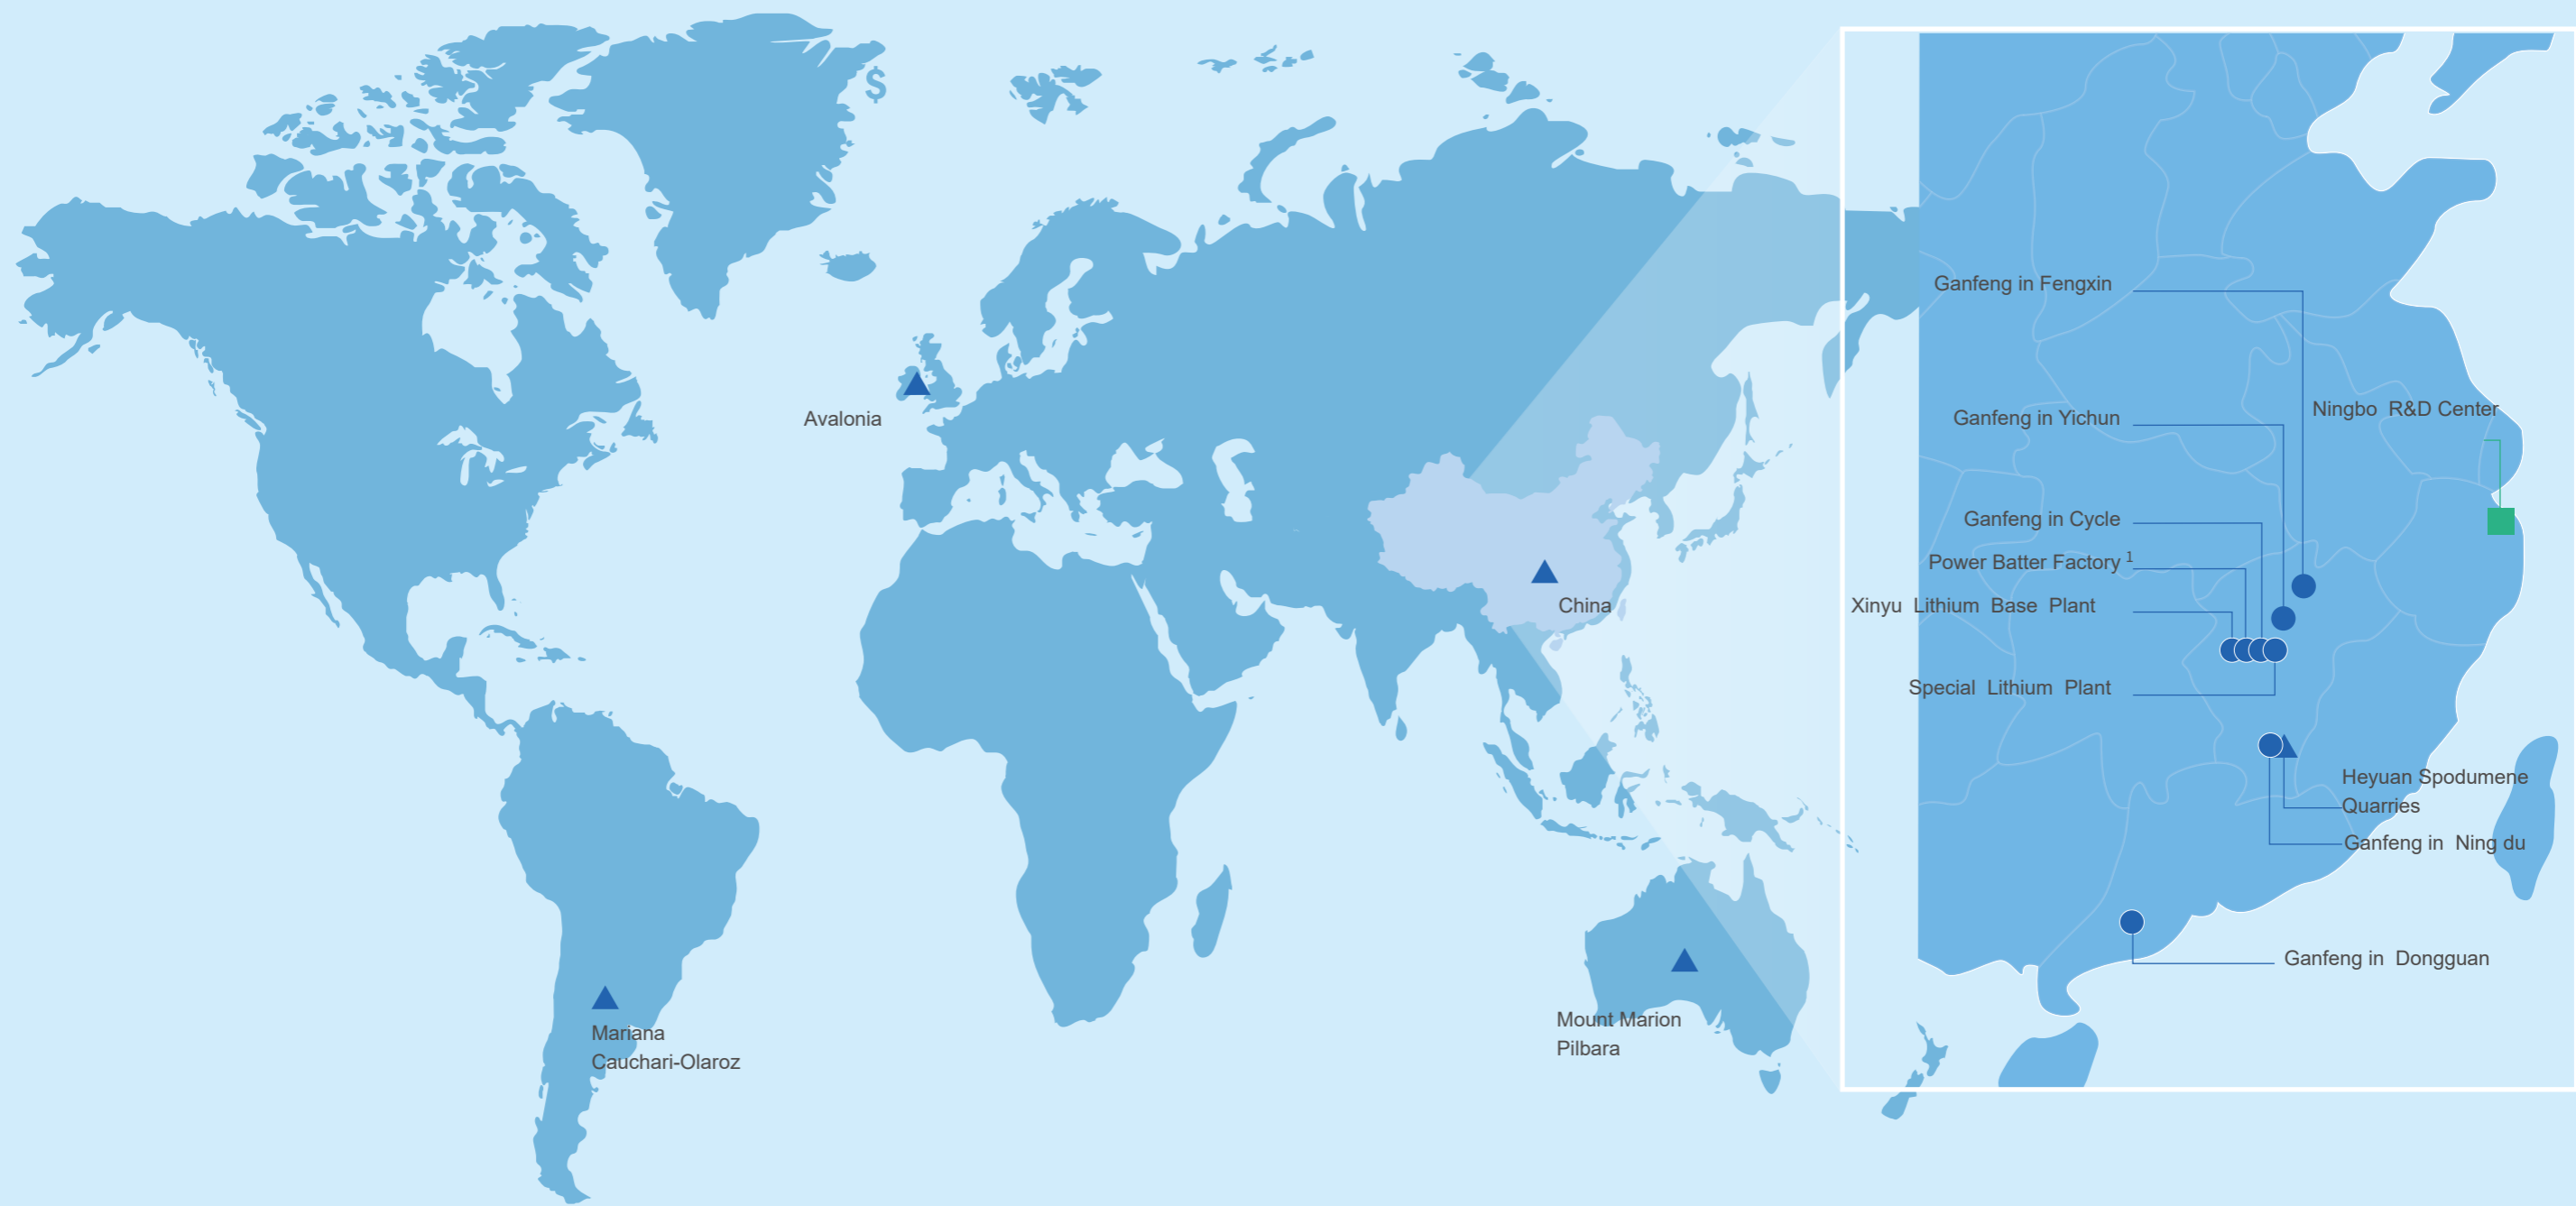 $
Avalonia
China
Mariana
Cauchari-Olaroz
Mount Marion
Pilbara
Ganfeng in Fengxin
Ningbo R&D Center
Ganfeng in Yichun
Ganfeng in Cycle
Power Batter Factory 1
Xinyu Lithium Base Plant
Special Lithium Plant
Heyuan Spodumene
Quarries
Ganfeng in Ning du
Ganfeng in Dongguan